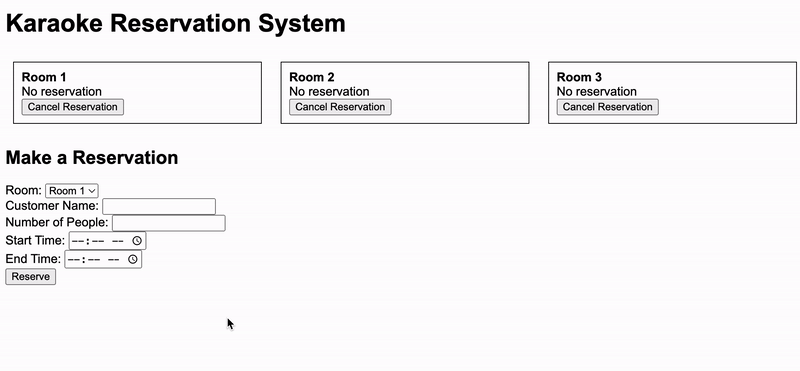 Karaoke Reservation System
Room 1
No reservation
Cancel Reservation
Room 2
No reservation
Cancel Reservation
Room 3
No reservation
Cancel Reservation
Make a Reservation
Room: Room 1
Customer Name:
Number of People:
Start Time: --:-- --
End Time: --:-- --
Reserve